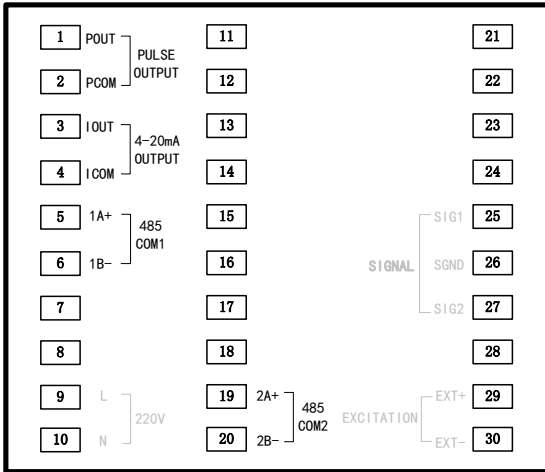 1 POUT
2 PCOM
PULSE
OUTPUT
3 IOUT
4 ICOM
4-20mA
OUTPUT
5 1A+
6 1B-
485
COM1
7
8
9 L
10 N
220V
11
12
13
14
15
16
17
18
19 2A+
20 2B-
485
COM2
21
22
23
24
SIG1 25
SGND 26
SIG2 27
SIGNAL
28
EXT+ 29
EXT- 30
EXCITATION